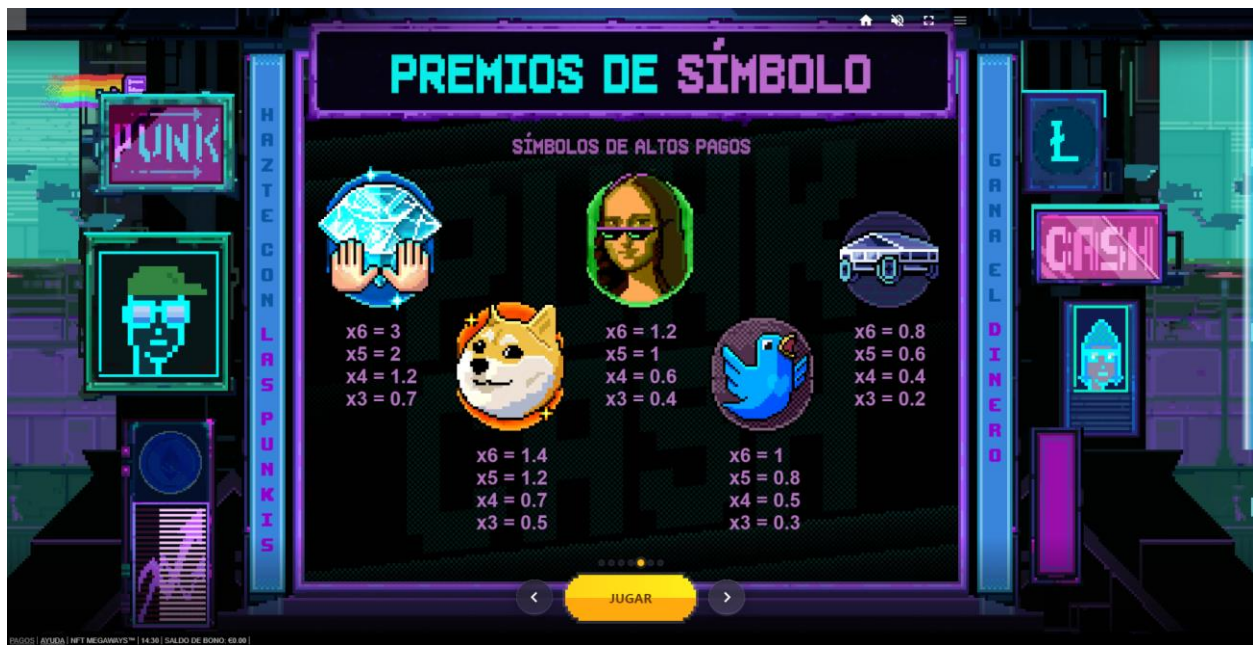 PREMIOS DE SÍMBOLO
SÍMBOLOS DE ALTOS PAGOS
PUNK
HAZTE CON LAS PUNKIS
x6 = 3
x5 = 2
x4 = 1.2
x3 = 0.7
x6 = 1.4
x5 = 1.2
x4 = 0.7
x3 = 0.5
x6 = 1.2
x5 = 1
x4 = 0.6
x3 = 0.4
x6 = 1
x5 = 0.8
x4 = 0.5
x3 = 0.3
x6 = 0.8
x5 = 0.6
x4 = 0.4
x3 = 0.2
GANA EL DINERO
Ł
CASH
JUGAR
PAGOS | AYUDA | NFT MEGAWAYS™ | 14:30 | SALDO DE BONO: €0.00 |